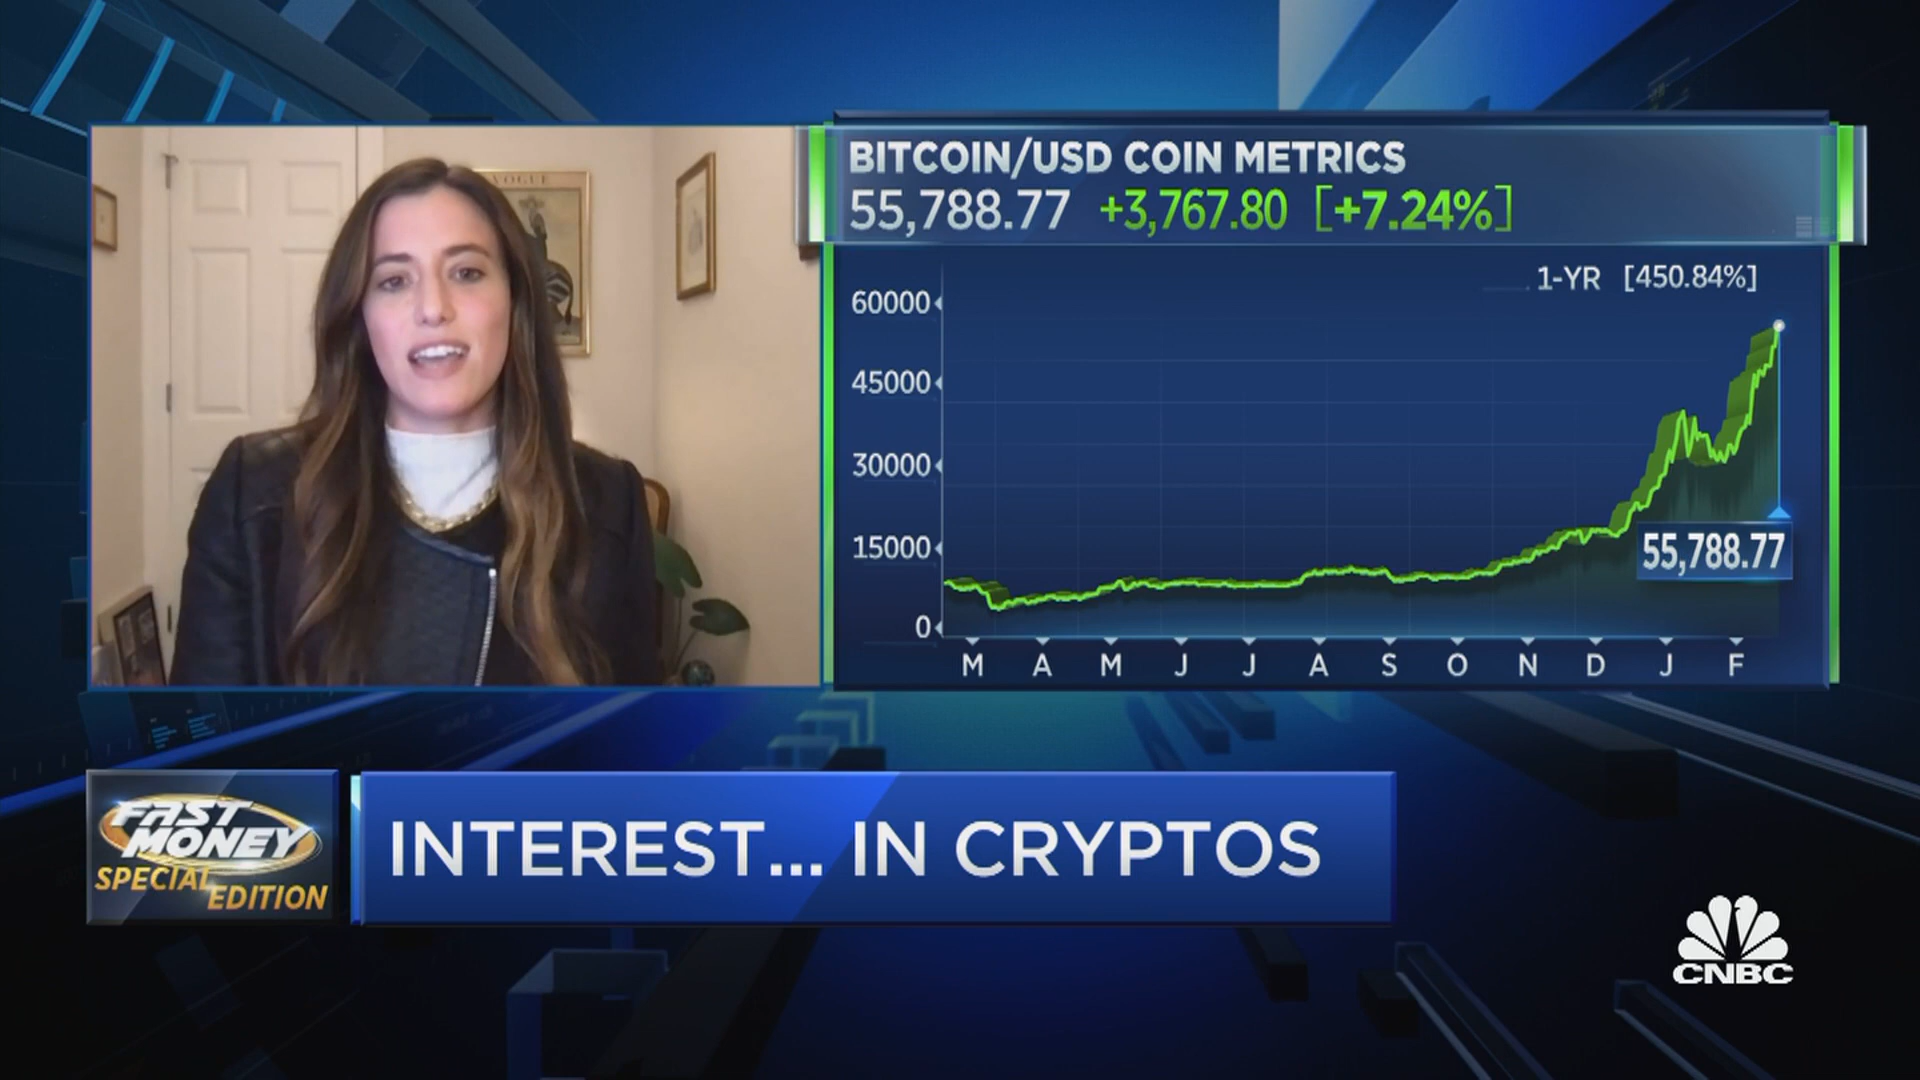 VOGUE
BITCOIN/USD COIN METRICS
55,788.77 +3,767.80 [+7.24%]
1-YR [450.84%]
60000
45000
30000
15000
0
55,788.77
M A M J J A S O N D J F
FAST
MONEY
SPECIAL
EDITION
INTEREST... IN CRYPTOS
CNBC